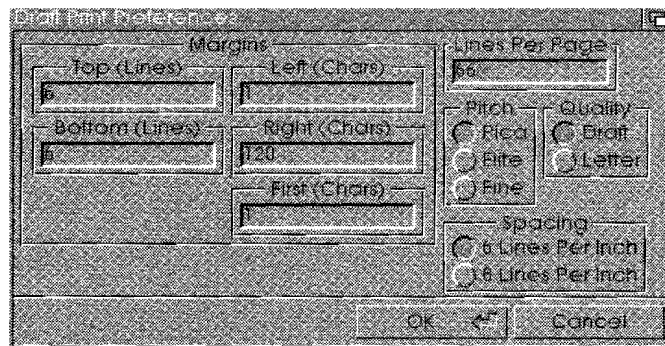 Draft Print Preferences
Margins
Top (Lines)
6
Left (Chars)
1
Bottom (Lines)
6
Right (Chars)
120
First (Chars)
1
Lines Per Page
66
Pitch
Pica
Elite
Fine
Quality
Draft
Letter
Spacing
6 Lines Per Inch
8 Lines Per Inch
OK
Cancel